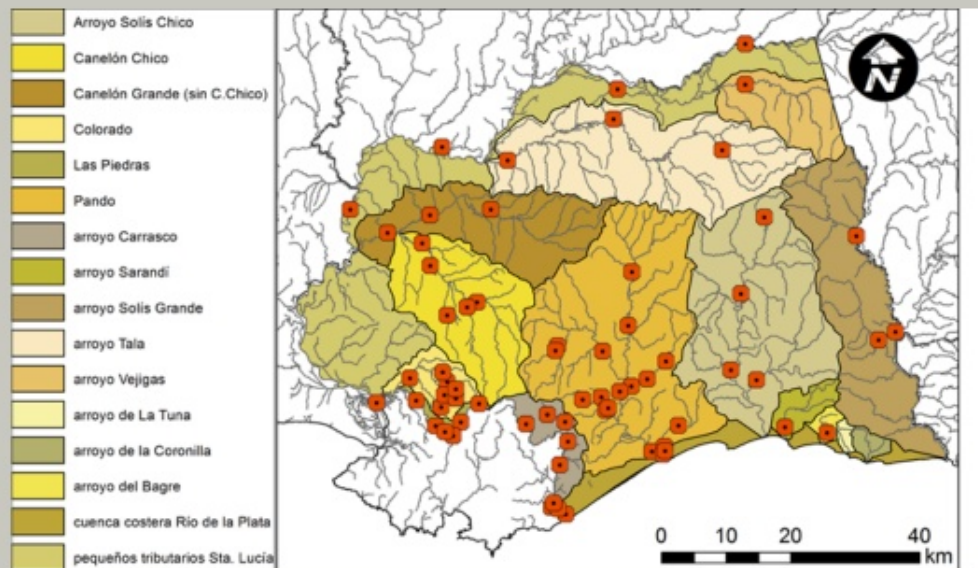 Arroyo Solís Chico
Canelón Chico
Canelón Grande (sin C.Chico)
Colorado
Las Piedras
Pando
arroyo Carrasco
arroyo Sarandí
arroyo Solís Grande
arroyo Tala
arroyo Vejigas
arroyo de La Tuna
arroyo de la Coronilla
arroyo del Bagre
cuenca costera Río de la Plata
pequeños tributarios Sta. Lucía
N
0 10 20 40
km